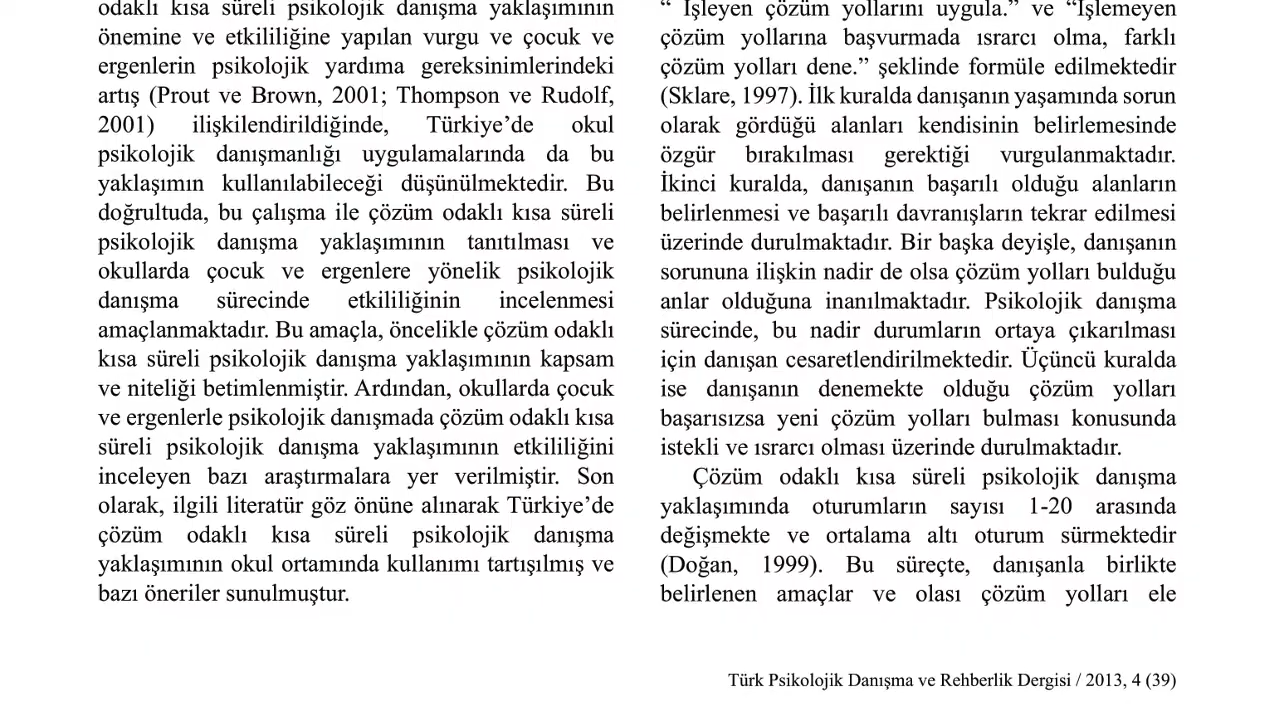 odaklı kısa süreli psikolojik danışma yaklaşımının
önemine ve etkililiğine yapılan vurgu ve çocuk ve
ergenlerin psikolojik yardıma gereksinimlerindeki
artış (Prout ve Brown, 2001; Thompson ve Rudolf,
2001) ilişkilendirildiğinde, Türkiye’de okul
psikolojik danışmanlığı uygulamalarında da bu
yaklaşımın kullanılabileceği düşünülmektedir. Bu
doğrultuda, bu çalışma ile çözüm odaklı kısa süreli
psikolojik danışma yaklaşımının tanıtılması ve
okullarda çocuk ve ergenlere yönelik psikolojik
danışma sürecinde etkililiğinin incelenmesi
amaçlanmaktadır. Bu amaçla, öncelikle çözüm odaklı
kısa süreli psikolojik danışma yaklaşımının kapsam
ve niteliği betimlenmiştir. Ardından, okullarda çocuk
ve ergenlerle psikolojik danışmada çözüm odaklı kısa
süreli psikolojik danışma yaklaşımının etkililiğini
inceleyen bazı araştırmalara yer verilmiştir. Son
olarak, ilgili literatür göz önüne alınarak Türkiye’de
çözüm odaklı kısa süreli psikolojik danışma
yaklaşımının okul ortamında kullanımı tartışılmış ve
bazı öneriler sunulmuştur.
“ İşleyen çözüm yollarını uygula.” ve “İşlemeyen
çözüm yollarına başvurmada ısrarcı olma, farklı
çözüm yolları dene.” şeklinde formüle edilmektedir
(Sklare, 1997). İlk kuralda danışanın yaşamında sorun
olarak gördüğü alanları kendisinin belirlemesinde
özgür bırakılması gerektiği vurgulanmaktadır.
İkinci kuralda, danışanın başarılı olduğu alanların
belirlenmesi ve başarılı davranışların tekrar edilmesi
üzerinde durulmaktadır. Bir başka deyişle, danışanın
sorununa ilişkin nadir de olsa çözüm yolları bulduğu
anlar olduğuna inanılmaktadır. Psikolojik danışma
sürecinde, bu nadir durumların ortaya çıkarılması
için danışan cesaretlendirilmektedir. Üçüncü kuralda
ise danışanın denemekte olduğu çözüm yolları
başarısızsa yeni çözüm yolları bulması konusunda
istekli ve ısrarcı olması üzerinde durulmaktadır.
Çözüm odaklı kısa süreli psikolojik danışma
yaklaşımında oturumların sayısı 1-20 arasında
değişmekte ve ortalama altı oturum sürmektedir
(Doğan, 1999). Bu süreçte, danışanla birlikte
belirlenen amaçlar ve olası çözüm yolları ele
Türk Psikolojik Danışma ve Rehberlik Dergisi / 2013, 4 (39)